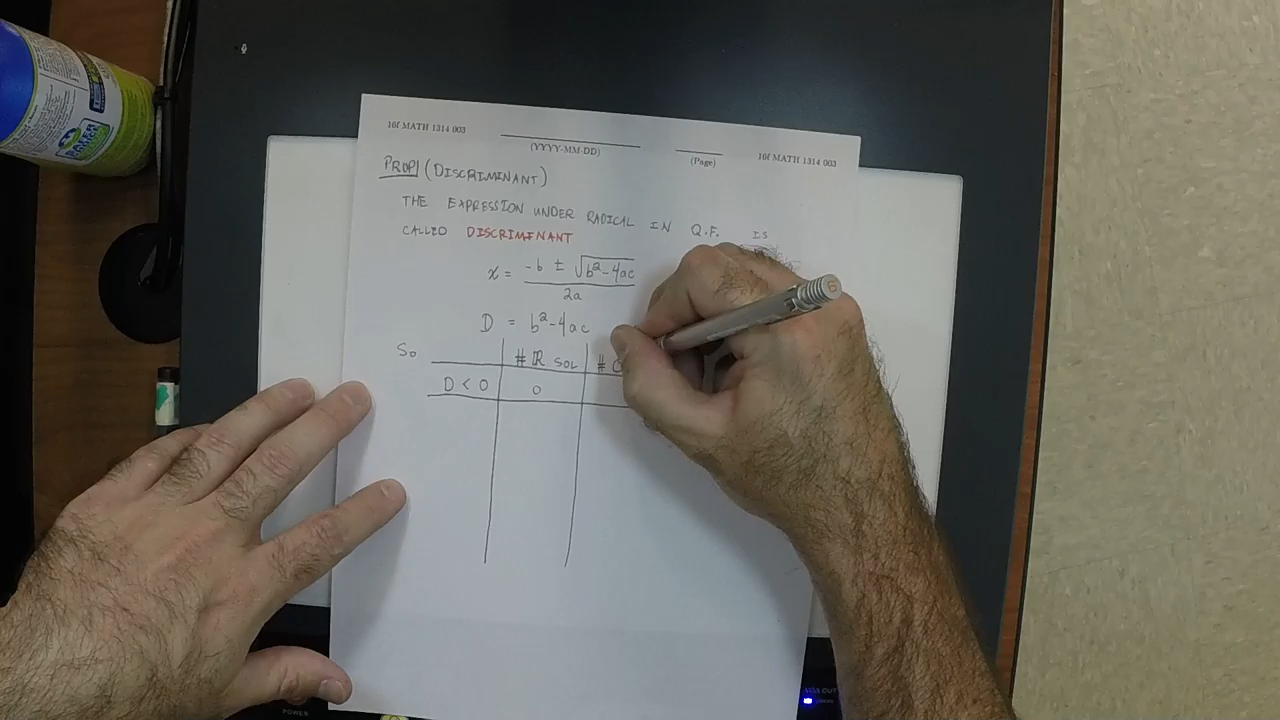 16f MATH 1314 003
(YYYY-MM-DD)
(Page)
16f MATH 1314 003
PROP (DISCRIMINANT)
THE EXPRESSION UNDER RADICAL IN Q.F. IS
CALLED DISCRIMINANT
x = -b ± √b²-4ac / 2a
D = b²-4ac
So # ℝ SOL # C
D < 0 0
POWER